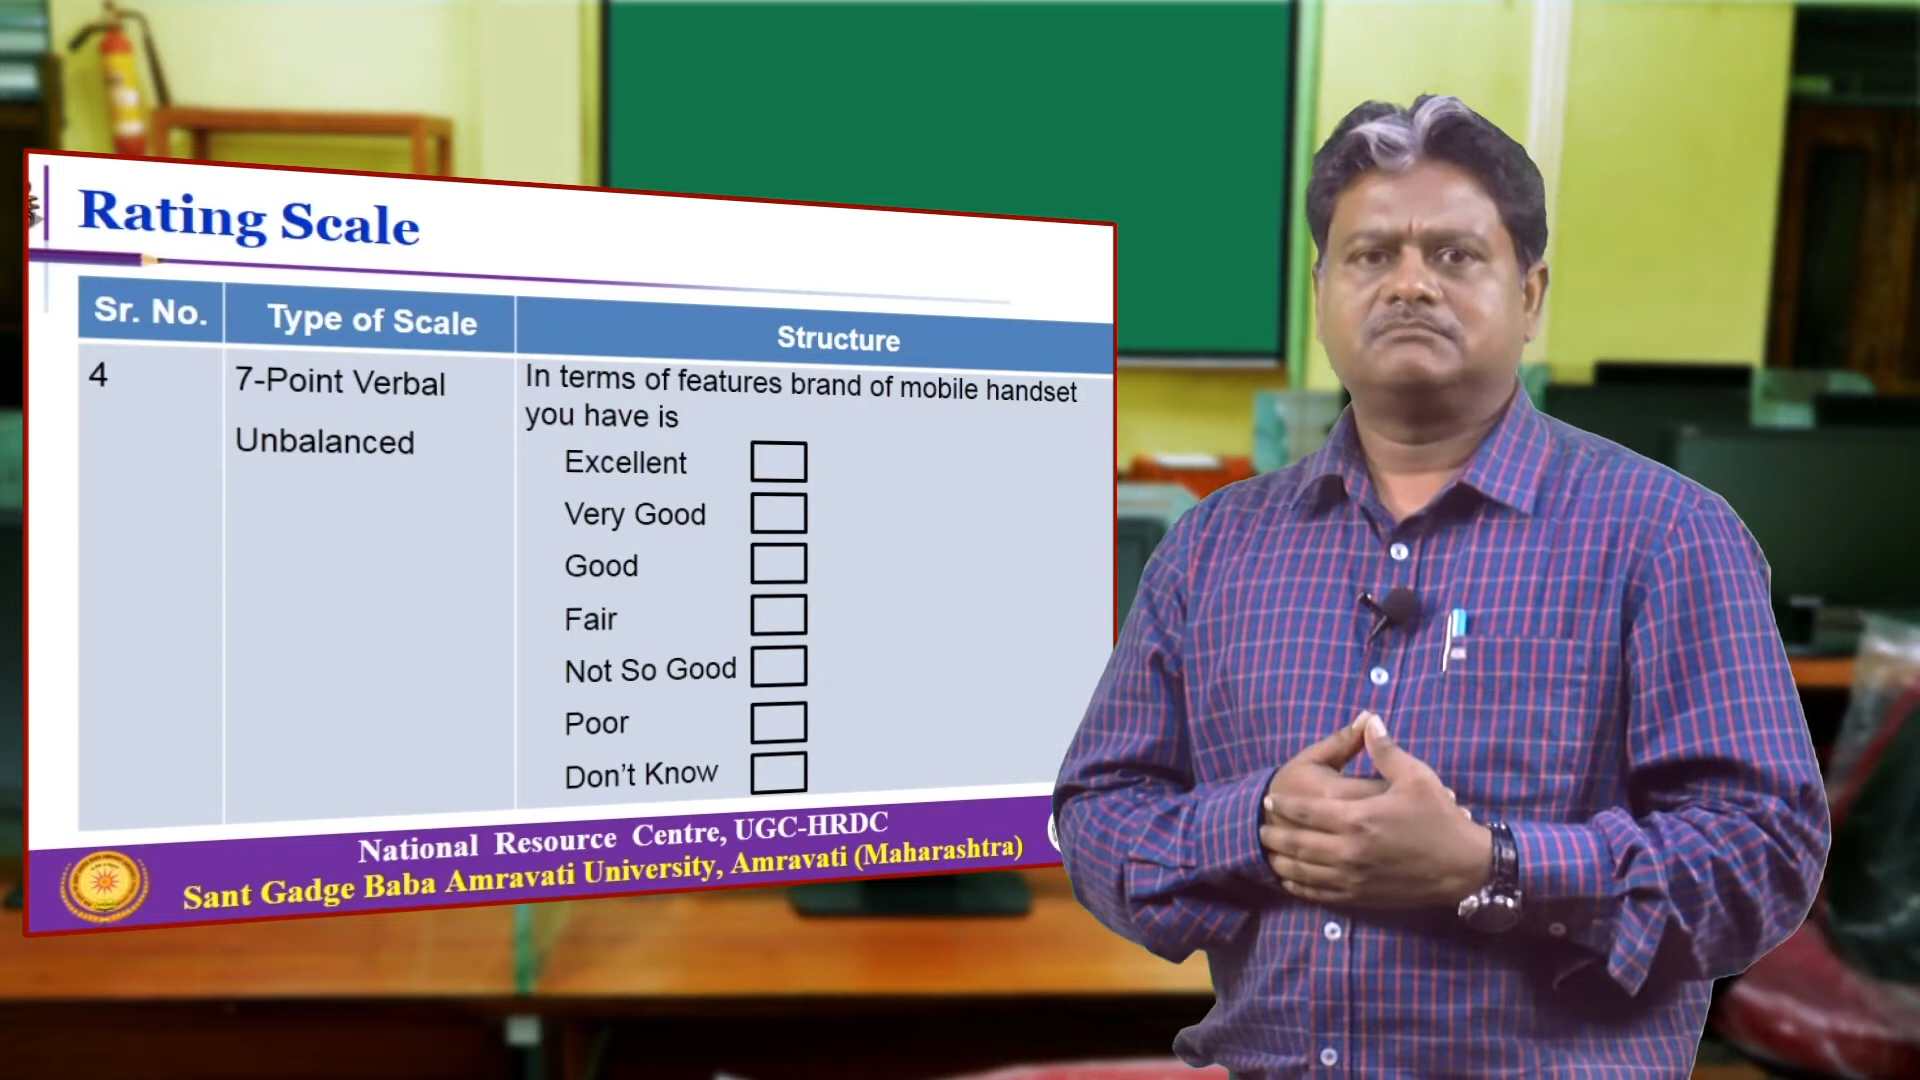 Rating Scale
Sr. No. Type of Scale Structure
4 7-Point Verbal Unbalanced In terms of features brand of mobile handset
you have is
Excellent
Very Good
Good
Fair
Not So Good
Poor
Don't Know
National Resource Centre, UGC-HRDC
Sant Gadge Baba Amravati University, Amravati (Maharashtra)